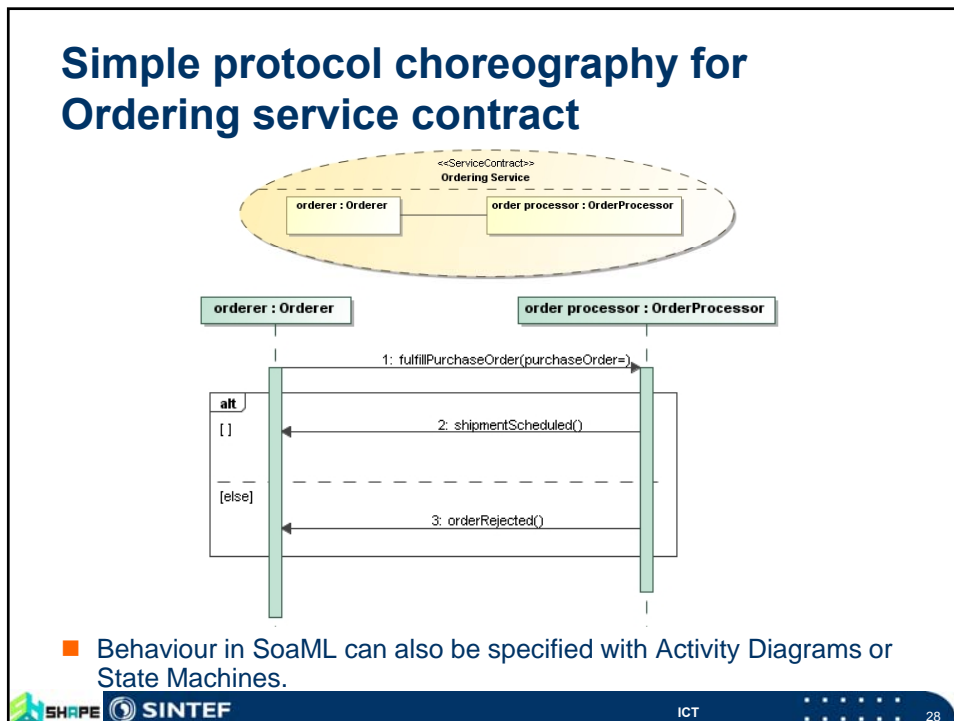 Simple protocol choreography for
Ordering service contract
<<ServiceContract>>
Ordering Service
orderer : Orderer
order processor : OrderProcessor
orderer : Orderer
order processor : OrderProcessor
1: fulfillPurchaseOrder(purchaseOrder=)
alt
[ ]
2: shipmentScheduled()
[else]
3: orderRejected()
Behaviour in SoaML can also be specified with Activity Diagrams or
State Machines.
SHAPE
SINTEF
ICT
28